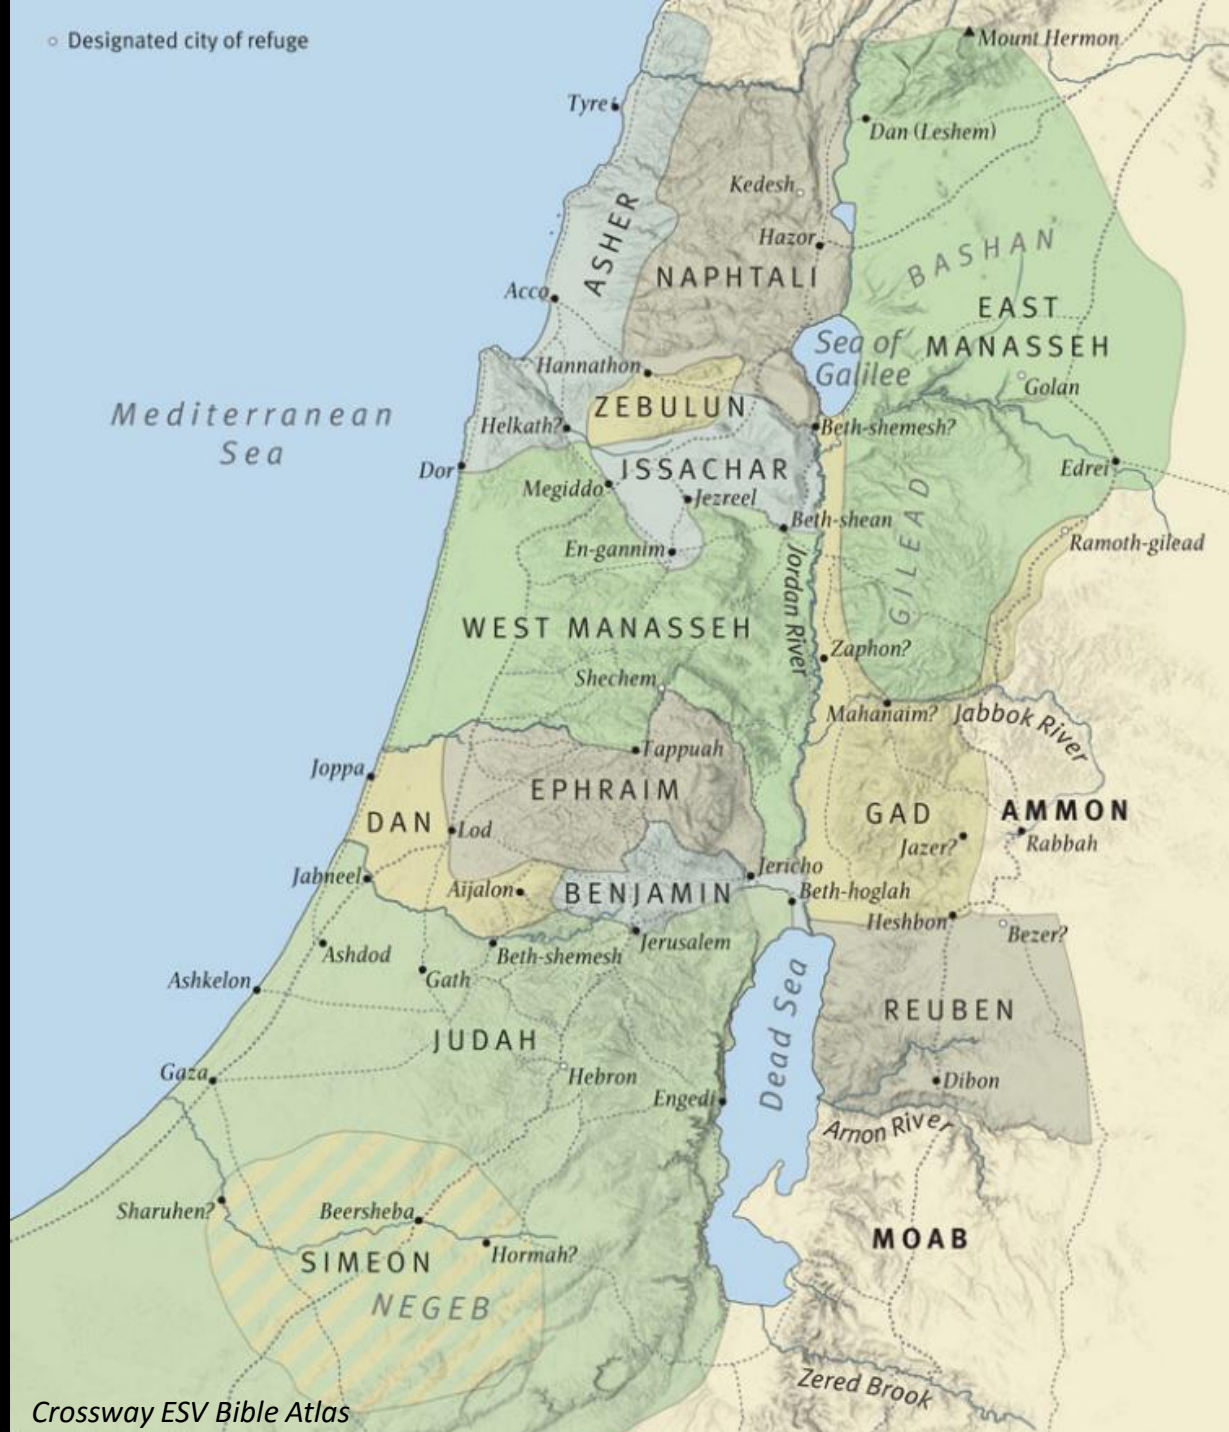 Designated city of refuge
Mount Hermon
Tyre
Dan (Leshem)
Kedesh
ASHER
Hazor
BASHAN
NAPHTALI
Acco
EAST
MANASSEH
Sea of
Galilee
Hannathon
Golan
ZEBULUN
Mediterranean
Sea
Helkath?
Beth-shemesh?
Dor
ISSACHAR
Edrei
Megiddo
Jezreel
Beth-shean
GILEAD
Ramoth-gilead
En-gannim
Jordan River
WEST MANASSEH
Zaphon?
Shechem
Mahanaim?
Jabbok River
Tappuah
Joppa
EPHRAIM
DAN
Lod
GAD
AMMON
Jazer?
Rabbah
Jericho
Jabneel
Aijalon
BENJAMIN
Beth-hoglah
Heshbon
Bezer?
Jerusalem
Ashdod
Beth-shemesh
Gath
Ashkelon
Dead Sea
REUBEN
JUDAH
Gaza
Hebron
Dibon
Engedi
Arnon River
Sharuhen?
Beersheba
Hormah?
MOAB
SIMEON
NEGEB
Zered Brook
Crossway ESV Bible Atlas